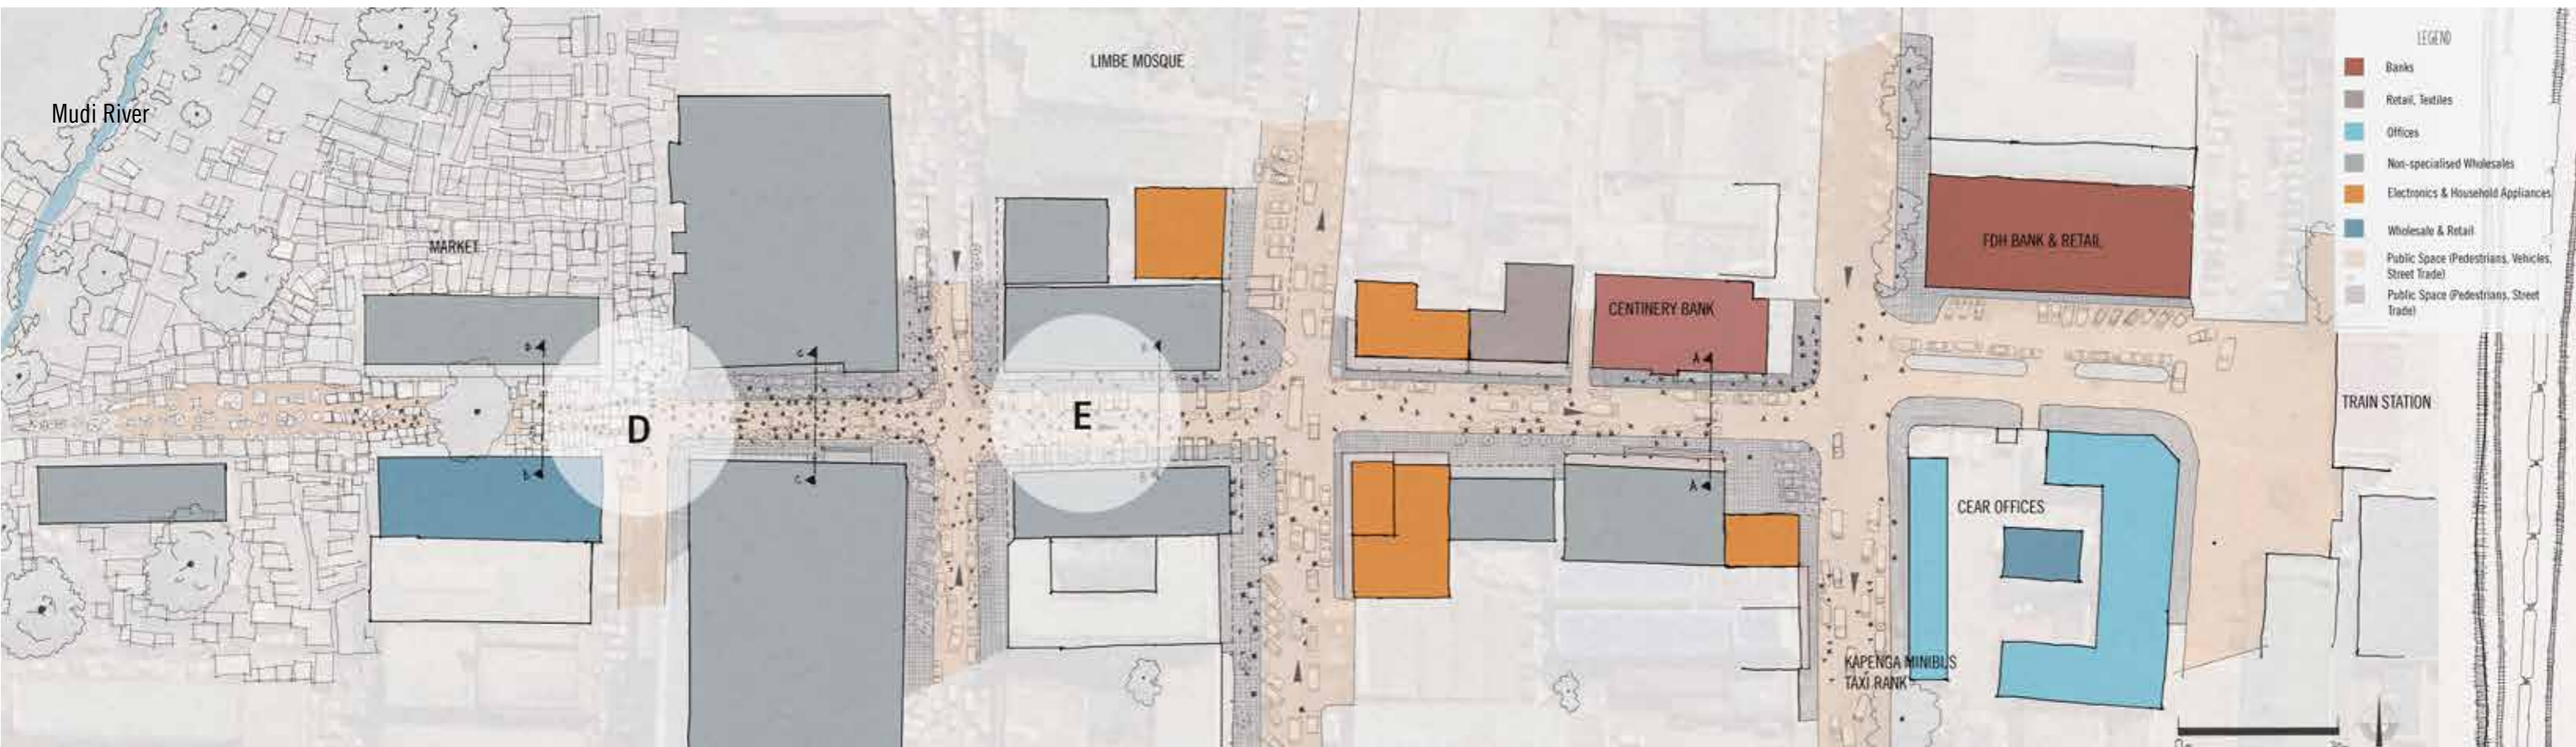 Mudi River
MARKET
LIMBE MOSQUE
D
E
D
D
C
C
B
B
A
A
CENTINERY BANK
FDH BANK & RETAIL
CEAR OFFICES
KAPENGA MINIBUS
TAXI RANK
TRAIN STATION
LEGEND
Banks
Retail, Textiles
Offices
Non-specialised Wholesales
Electronics & Household Appliances
Wholesale & Retail
Public Space (Pedestrians, Vehicles,
Street Trade)
Public Space (Pedestrians, Street
Trade)